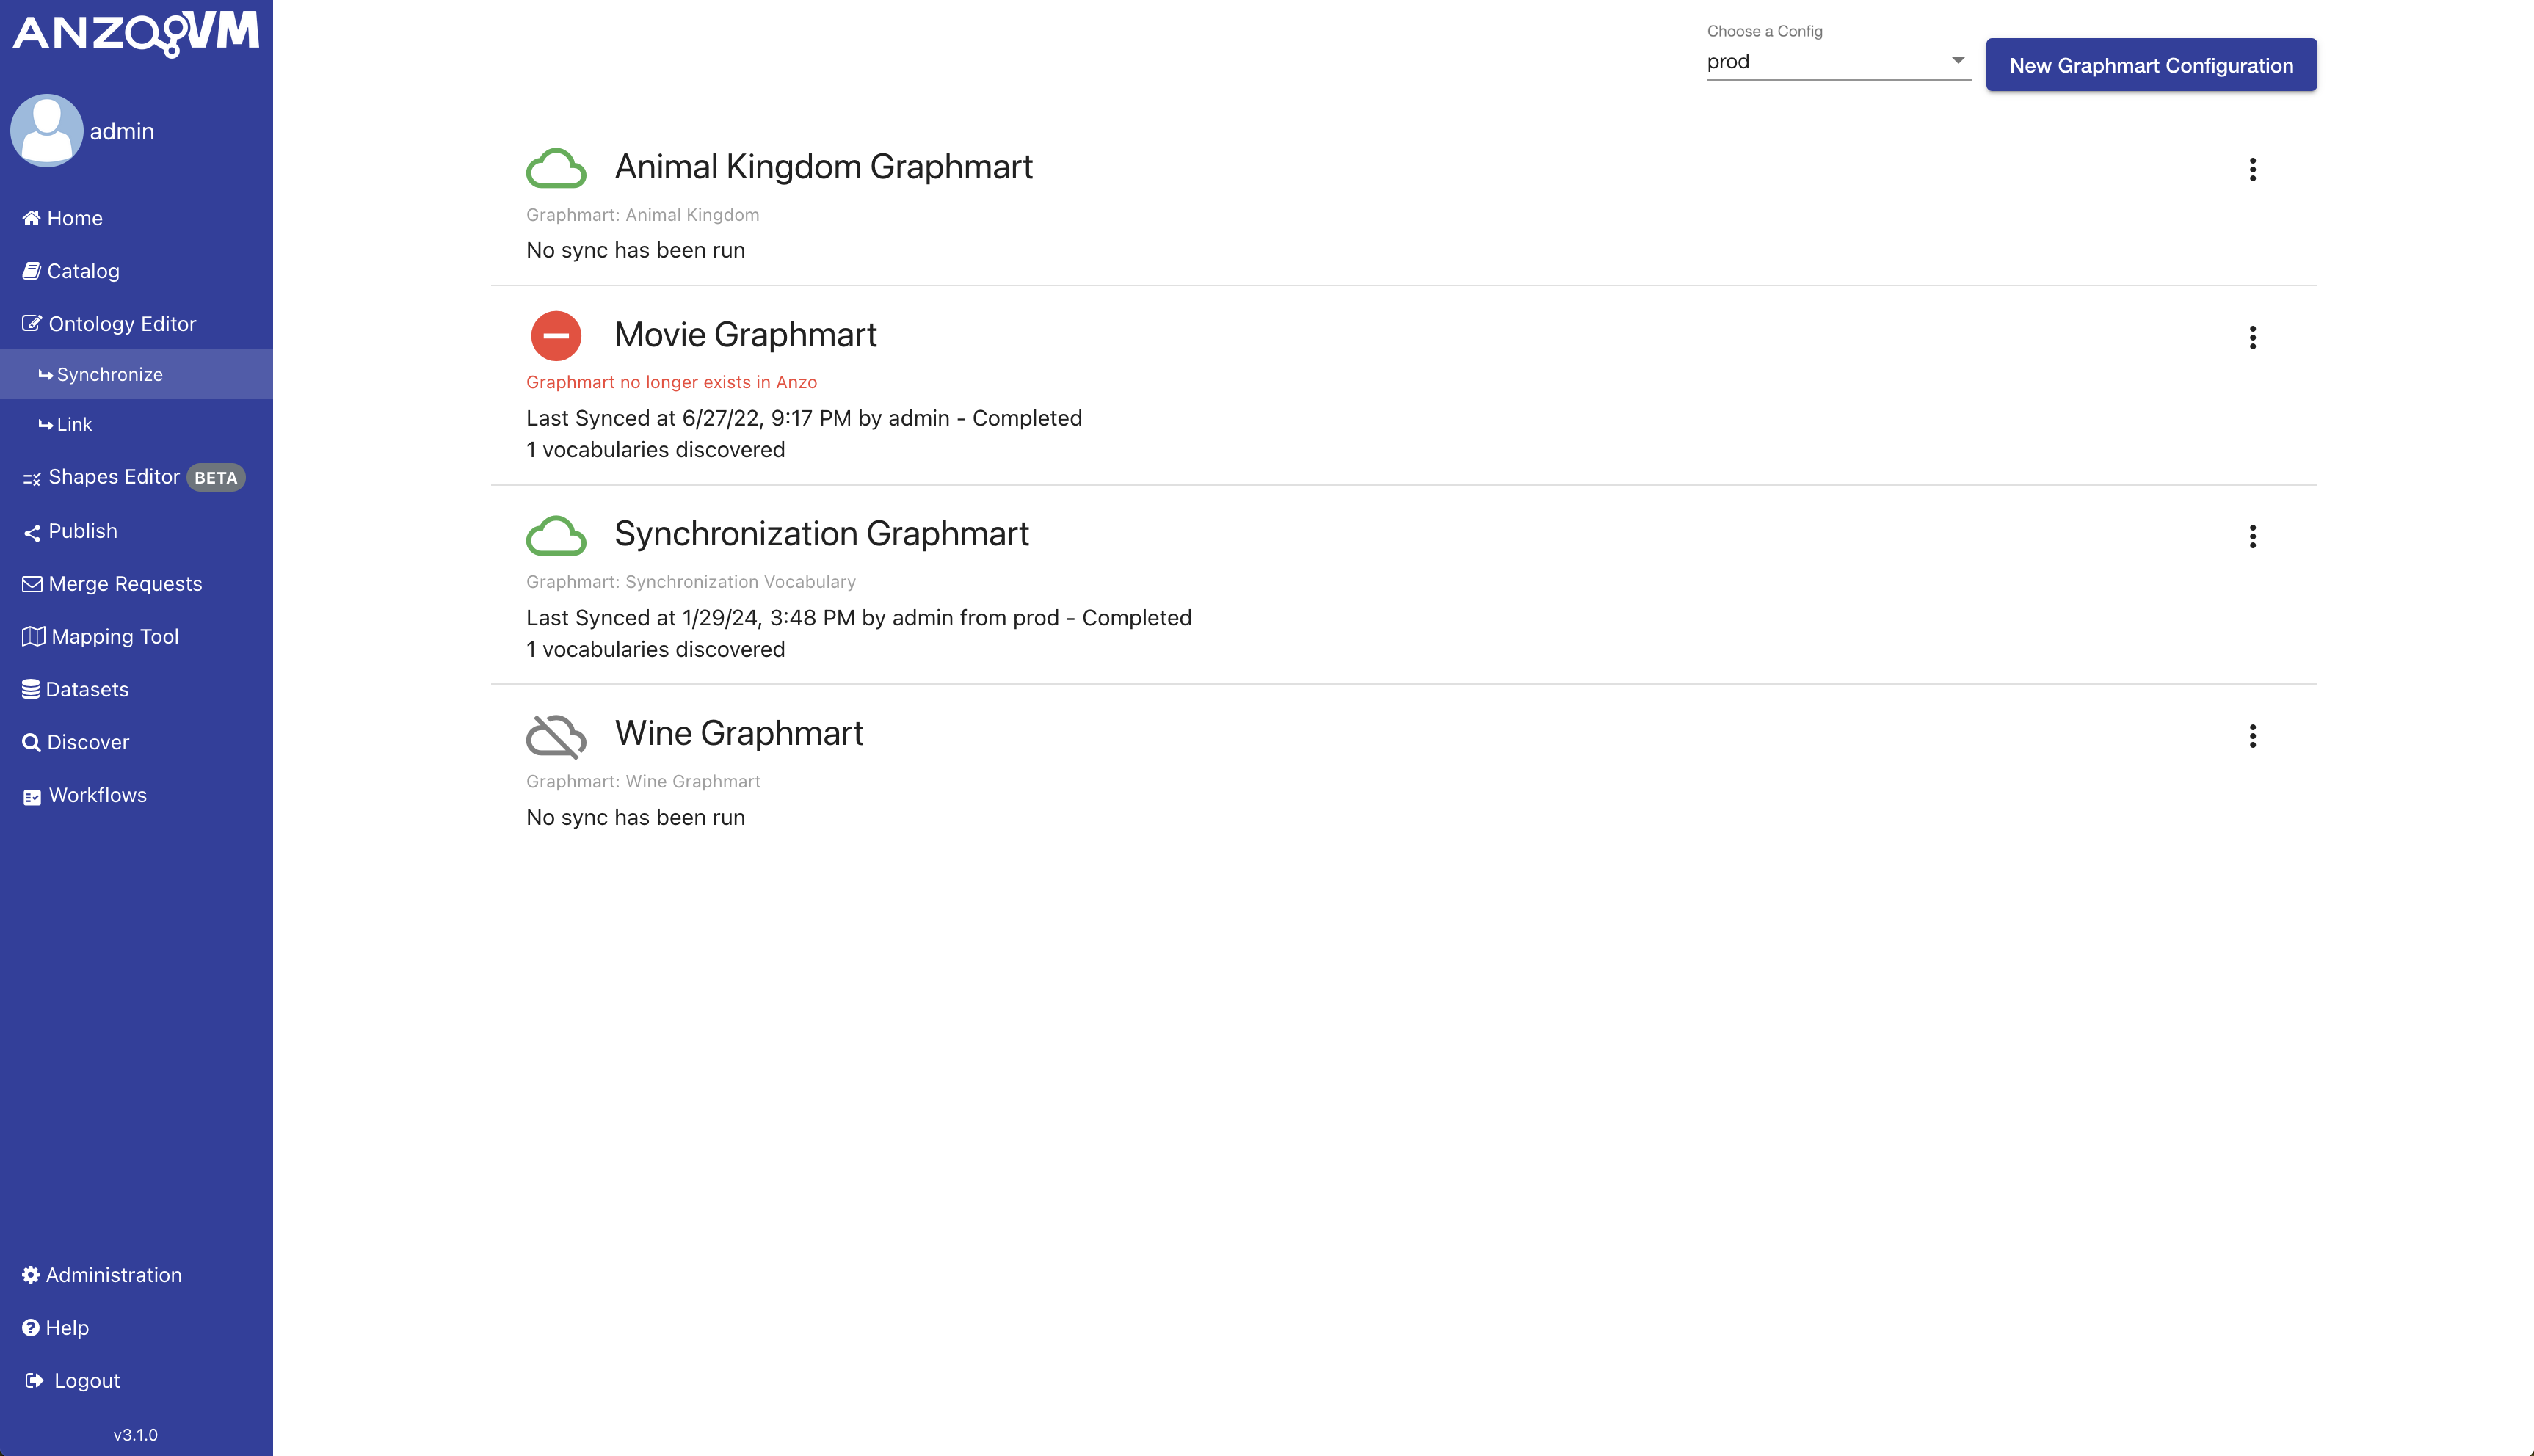 ANZO VM
admin
Home
Catalog
Ontology Editor
Synchronize
Link
Shapes Editor BETA
Publish
Merge Requests
Mapping Tool
Datasets
Discover
Workflows
Administration
Help
Logout
v3.1.0
Choose a Config
prod
New Graphmart Configuration
Animal Kingdom Graphmart
Graphmart: Animal Kingdom
No sync has been run
Movie Graphmart
Graphmart no longer exists in Anzo
Last Synced at 6/27/22, 9:17 PM by admin - Completed
1 vocabularies discovered
Synchronization Graphmart
Graphmart: Synchronization Vocabulary
Last Synced at 1/29/24, 3:48 PM by admin from prod - Completed
1 vocabularies discovered
Wine Graphmart
Graphmart: Wine Graphmart
No sync has been run